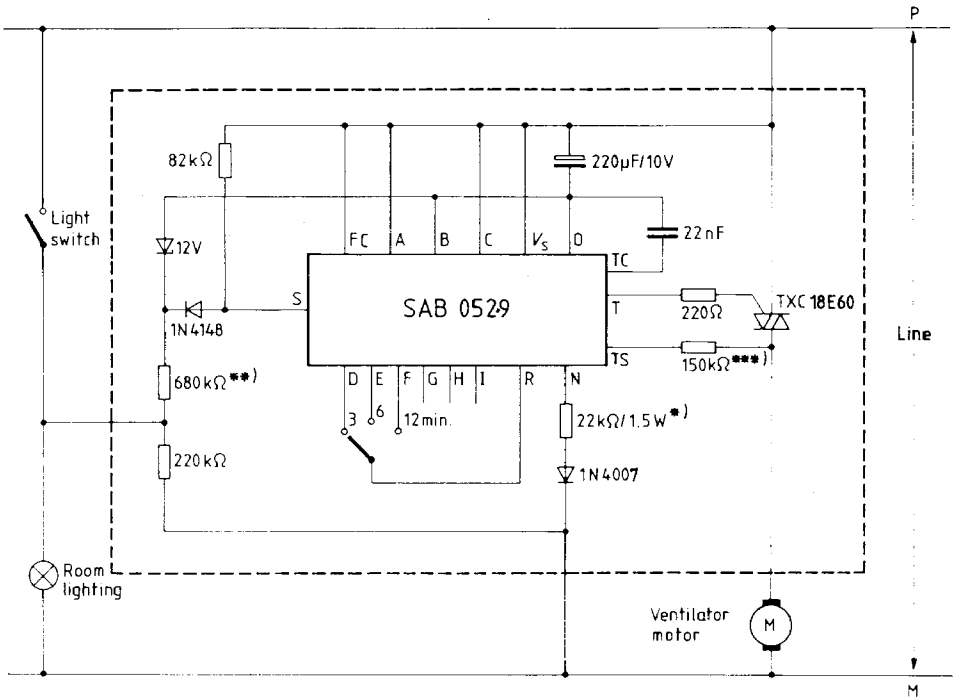 P
82kΩ
220µF/10V
Light
switch
12V
FC
A
B
C
Vs
0
22nF
TC
S
SAB 0529
T
220Ω
TXC 18E60
1N4148
TS
150kΩ***)
Line
680kΩ**)
D
E
F
G
H
I
R
N
3
6
12min.
22kΩ/1.5W*)
220kΩ
1N4007
Room
lighting
Ventilator
motor
M
M